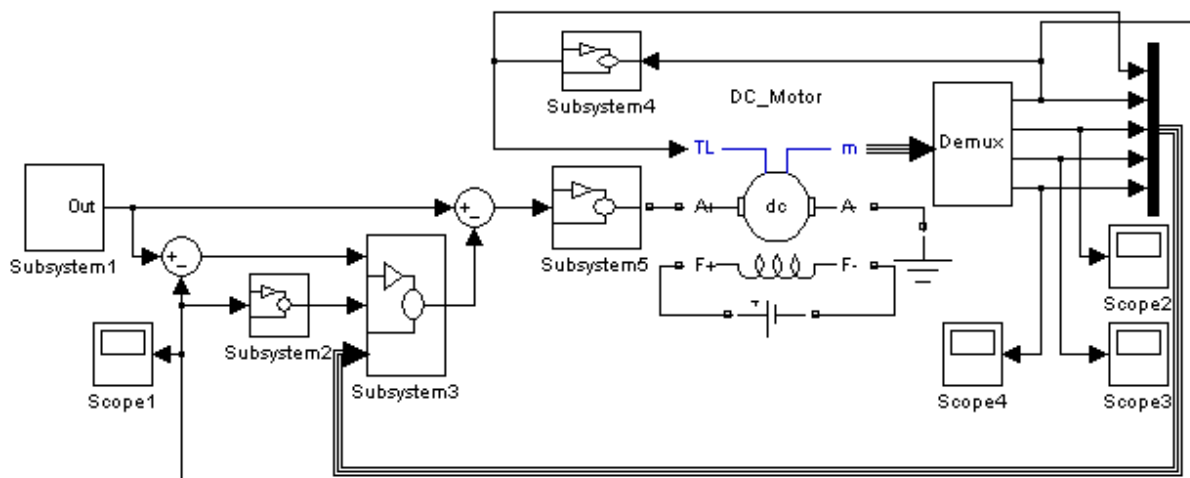 Subsystem4
DC_Motor
TL
m
Demux
Out
Subsystem1
A+
dc
A-
Subsystem5
F+
F-
+
Scope2
Subsystem2
Subsystem3
Scope1
Scope4
Scope3